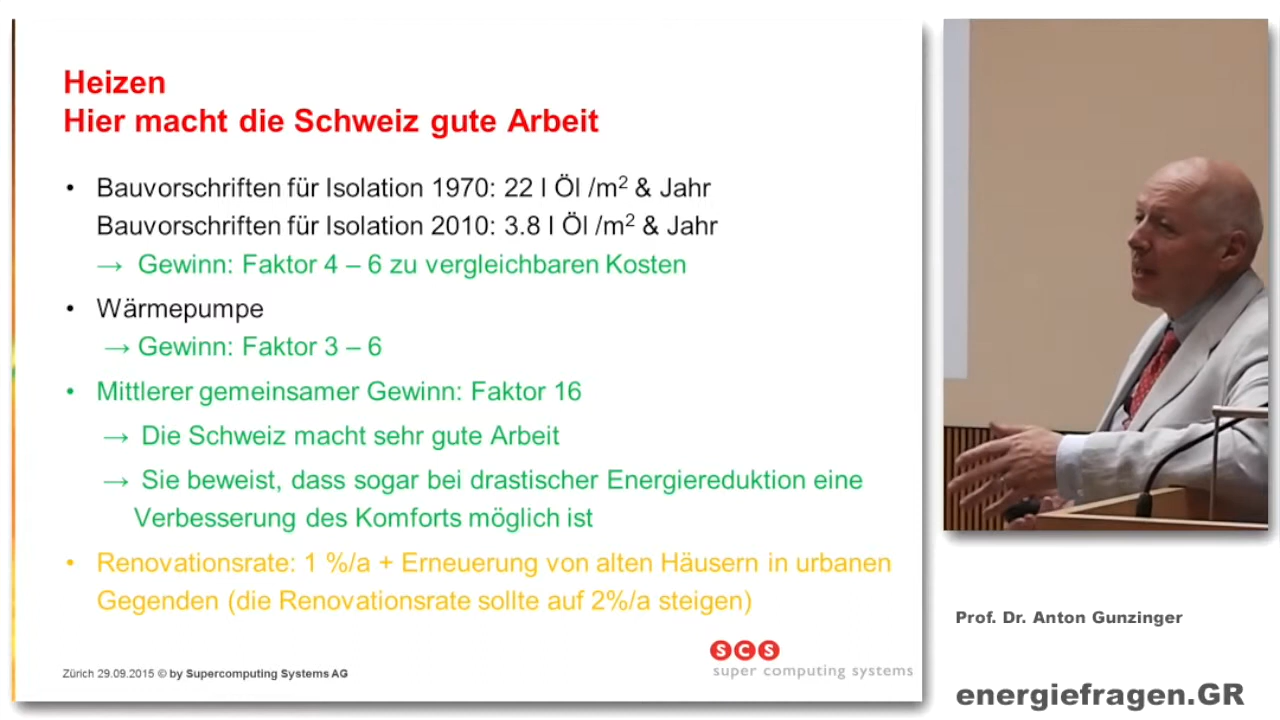 Heizen
Hier macht die Schweiz gute Arbeit
• Bauvorschriften für Isolation 1970: 22 l Öl /m² & Jahr
Bauvorschriften für Isolation 2010: 3.8 l Öl /m² & Jahr
→ Gewinn: Faktor 4 – 6 zu vergleichbaren Kosten
• Wärmepumpe
→ Gewinn: Faktor 3 – 6
• Mittlerer gemeinsamer Gewinn: Faktor 16
→ Die Schweiz macht sehr gute Arbeit
→ Sie beweist, dass sogar bei drastischer Energiereduktion eine
Verbesserung des Komforts möglich ist
• Renovationsrate: 1 %/a + Erneuerung von alten Häusern in urbanen
Gegenden (die Renovationsrate sollte auf 2%/a steigen)
Zürich 29.09.2015 © by Supercomputing Systems AG
SCS
super computing systems
Prof. Dr. Anton Gunzinger
energiefragen.GR